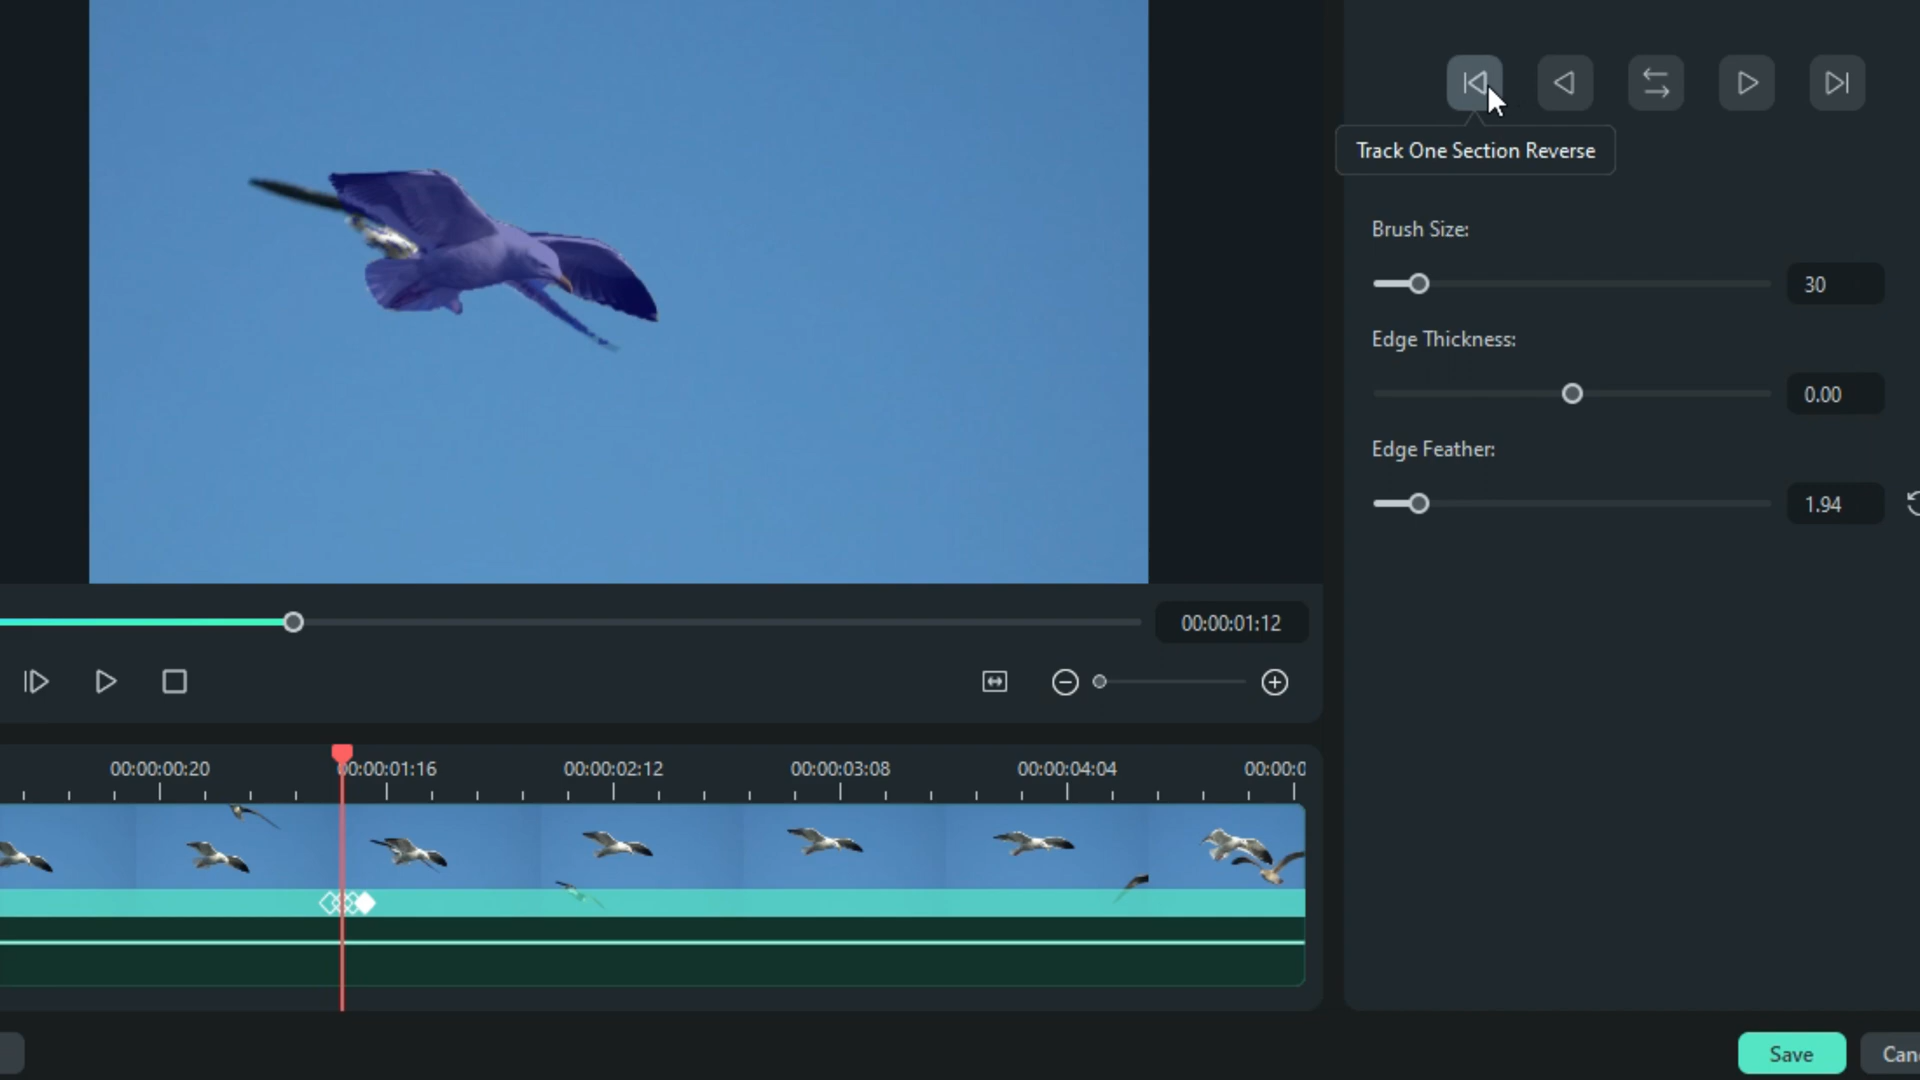 Track One Section Reverse
Brush Size:
30
Edge Thickness:
0.00
Edge Feather:
1.94
00:00:01:12
00:00:00:20
00:00:01:16
00:00:02:12
00:00:03:08
00:00:04:04
00:00:0
Save
Can